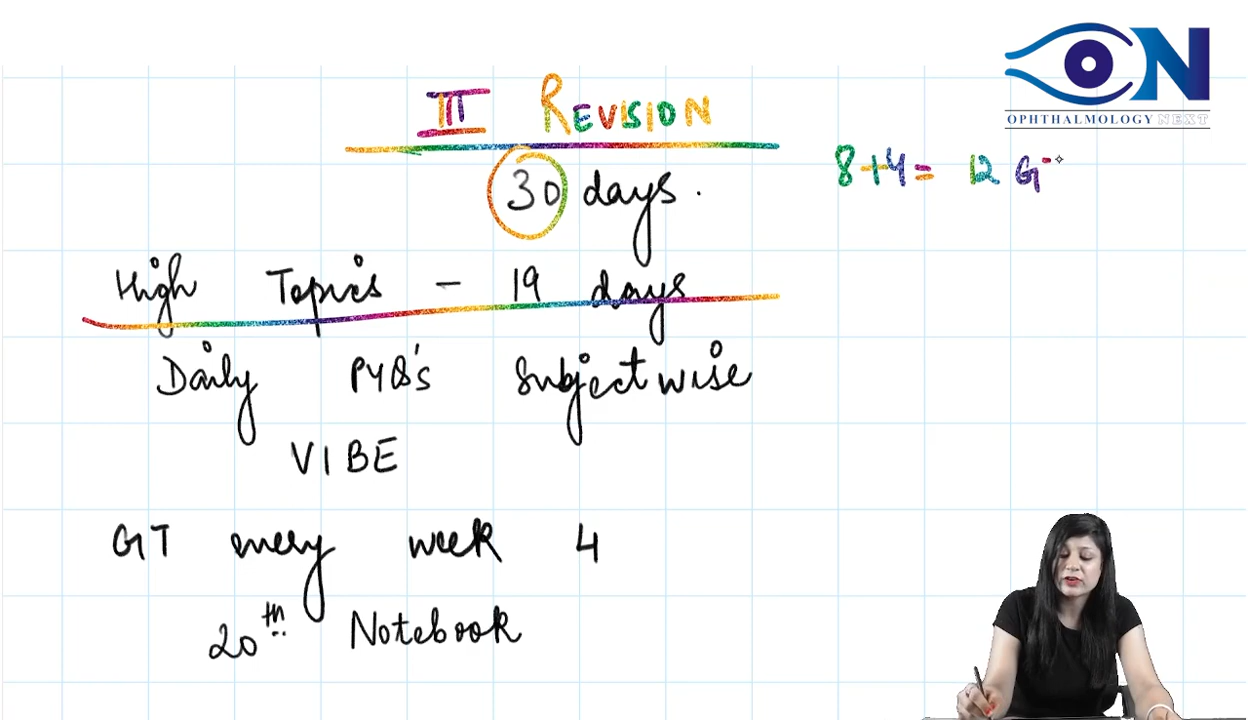 ON
OPHTHALMOLOGY NEXT
III REVISION
8+4= 12 G
30 days.
High Topics - 19 days
Daily PYQ's Subjectwise
VIBE
GT every week 4
20th Notebook